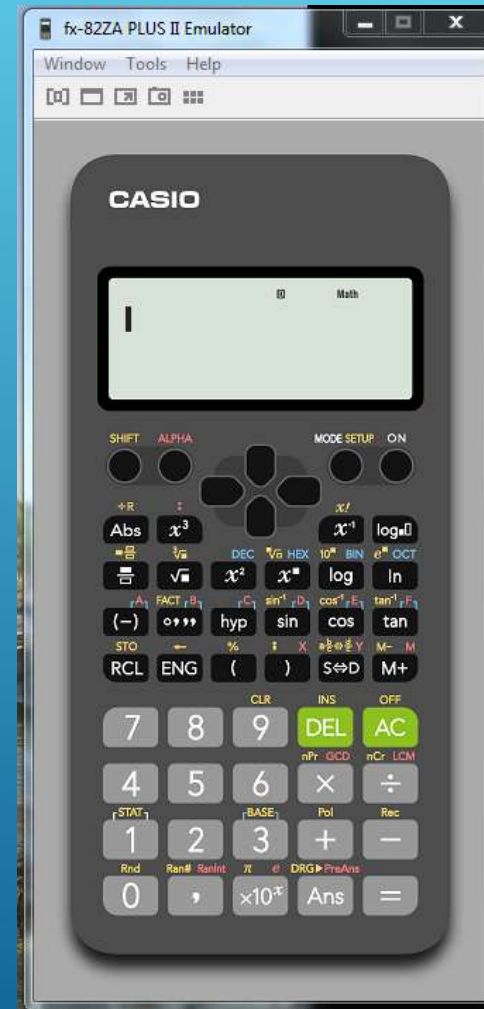 fx-82ZA PLUS II Emulator
Window Tools Help
CASIO
D Math
SHIFT ALPHA MODE SETUP ON
÷R : x!
Abs x³ x⁻¹ log▪▯
³√▪ DEC ▪√▫ HEX 10▪ BIN e▪ OCT
√▪ x² x▪ log ln
A FACT B C sin⁻¹ D cos⁻¹ E tan⁻¹ F
(−) °,,, hyp sin cos tan
STO ← % , X Y M− M
RCL ENG ( ) S⇔D M+
CLR INS OFF
7 8 9 DEL AC
nPr GCD nCr LCM
4 5 6 × ÷
STAT BASE Pol Rec
1 2 3 + −
Rnd Ran# RanInt π e DRG▶ PreAns
0 , ×10ˣ Ans =